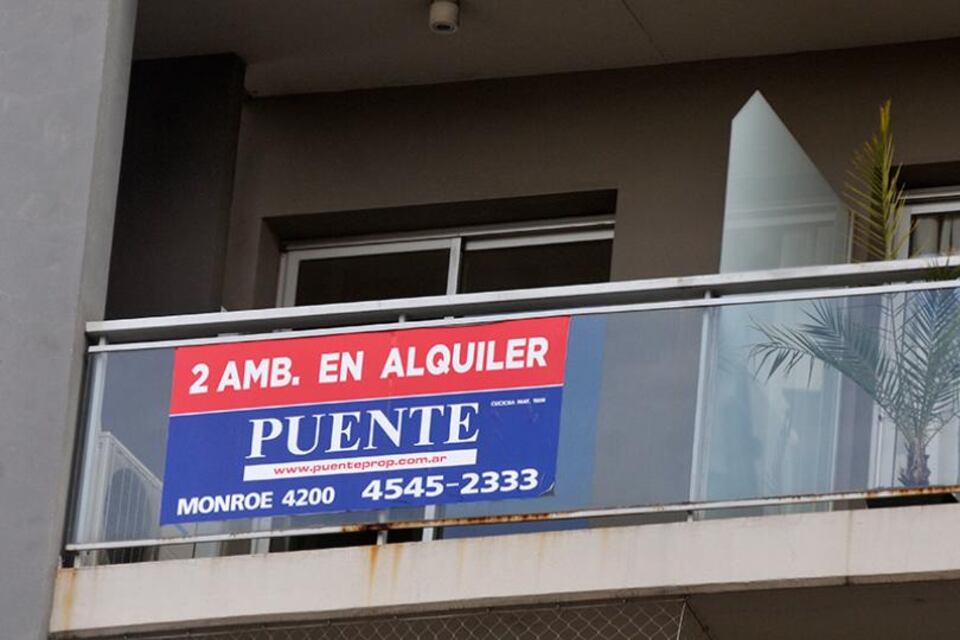 2 AMB. EN ALQUILER
PUENTE
www.puenteprop.com.ar
MONROE 4200 4545-2333